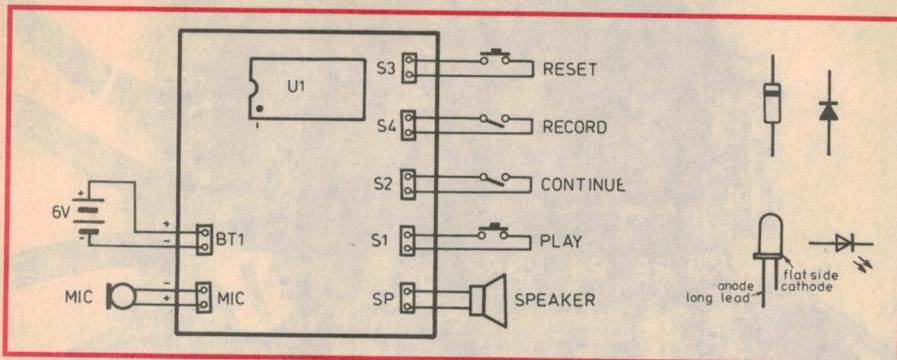 U1
S3 RESET
S4 RECORD
6V + - + - BT1
S2 CONTINUE
S1 PLAY
MIC - + MIC
SP SPEAKER
flat side
cathode
anode
long lead